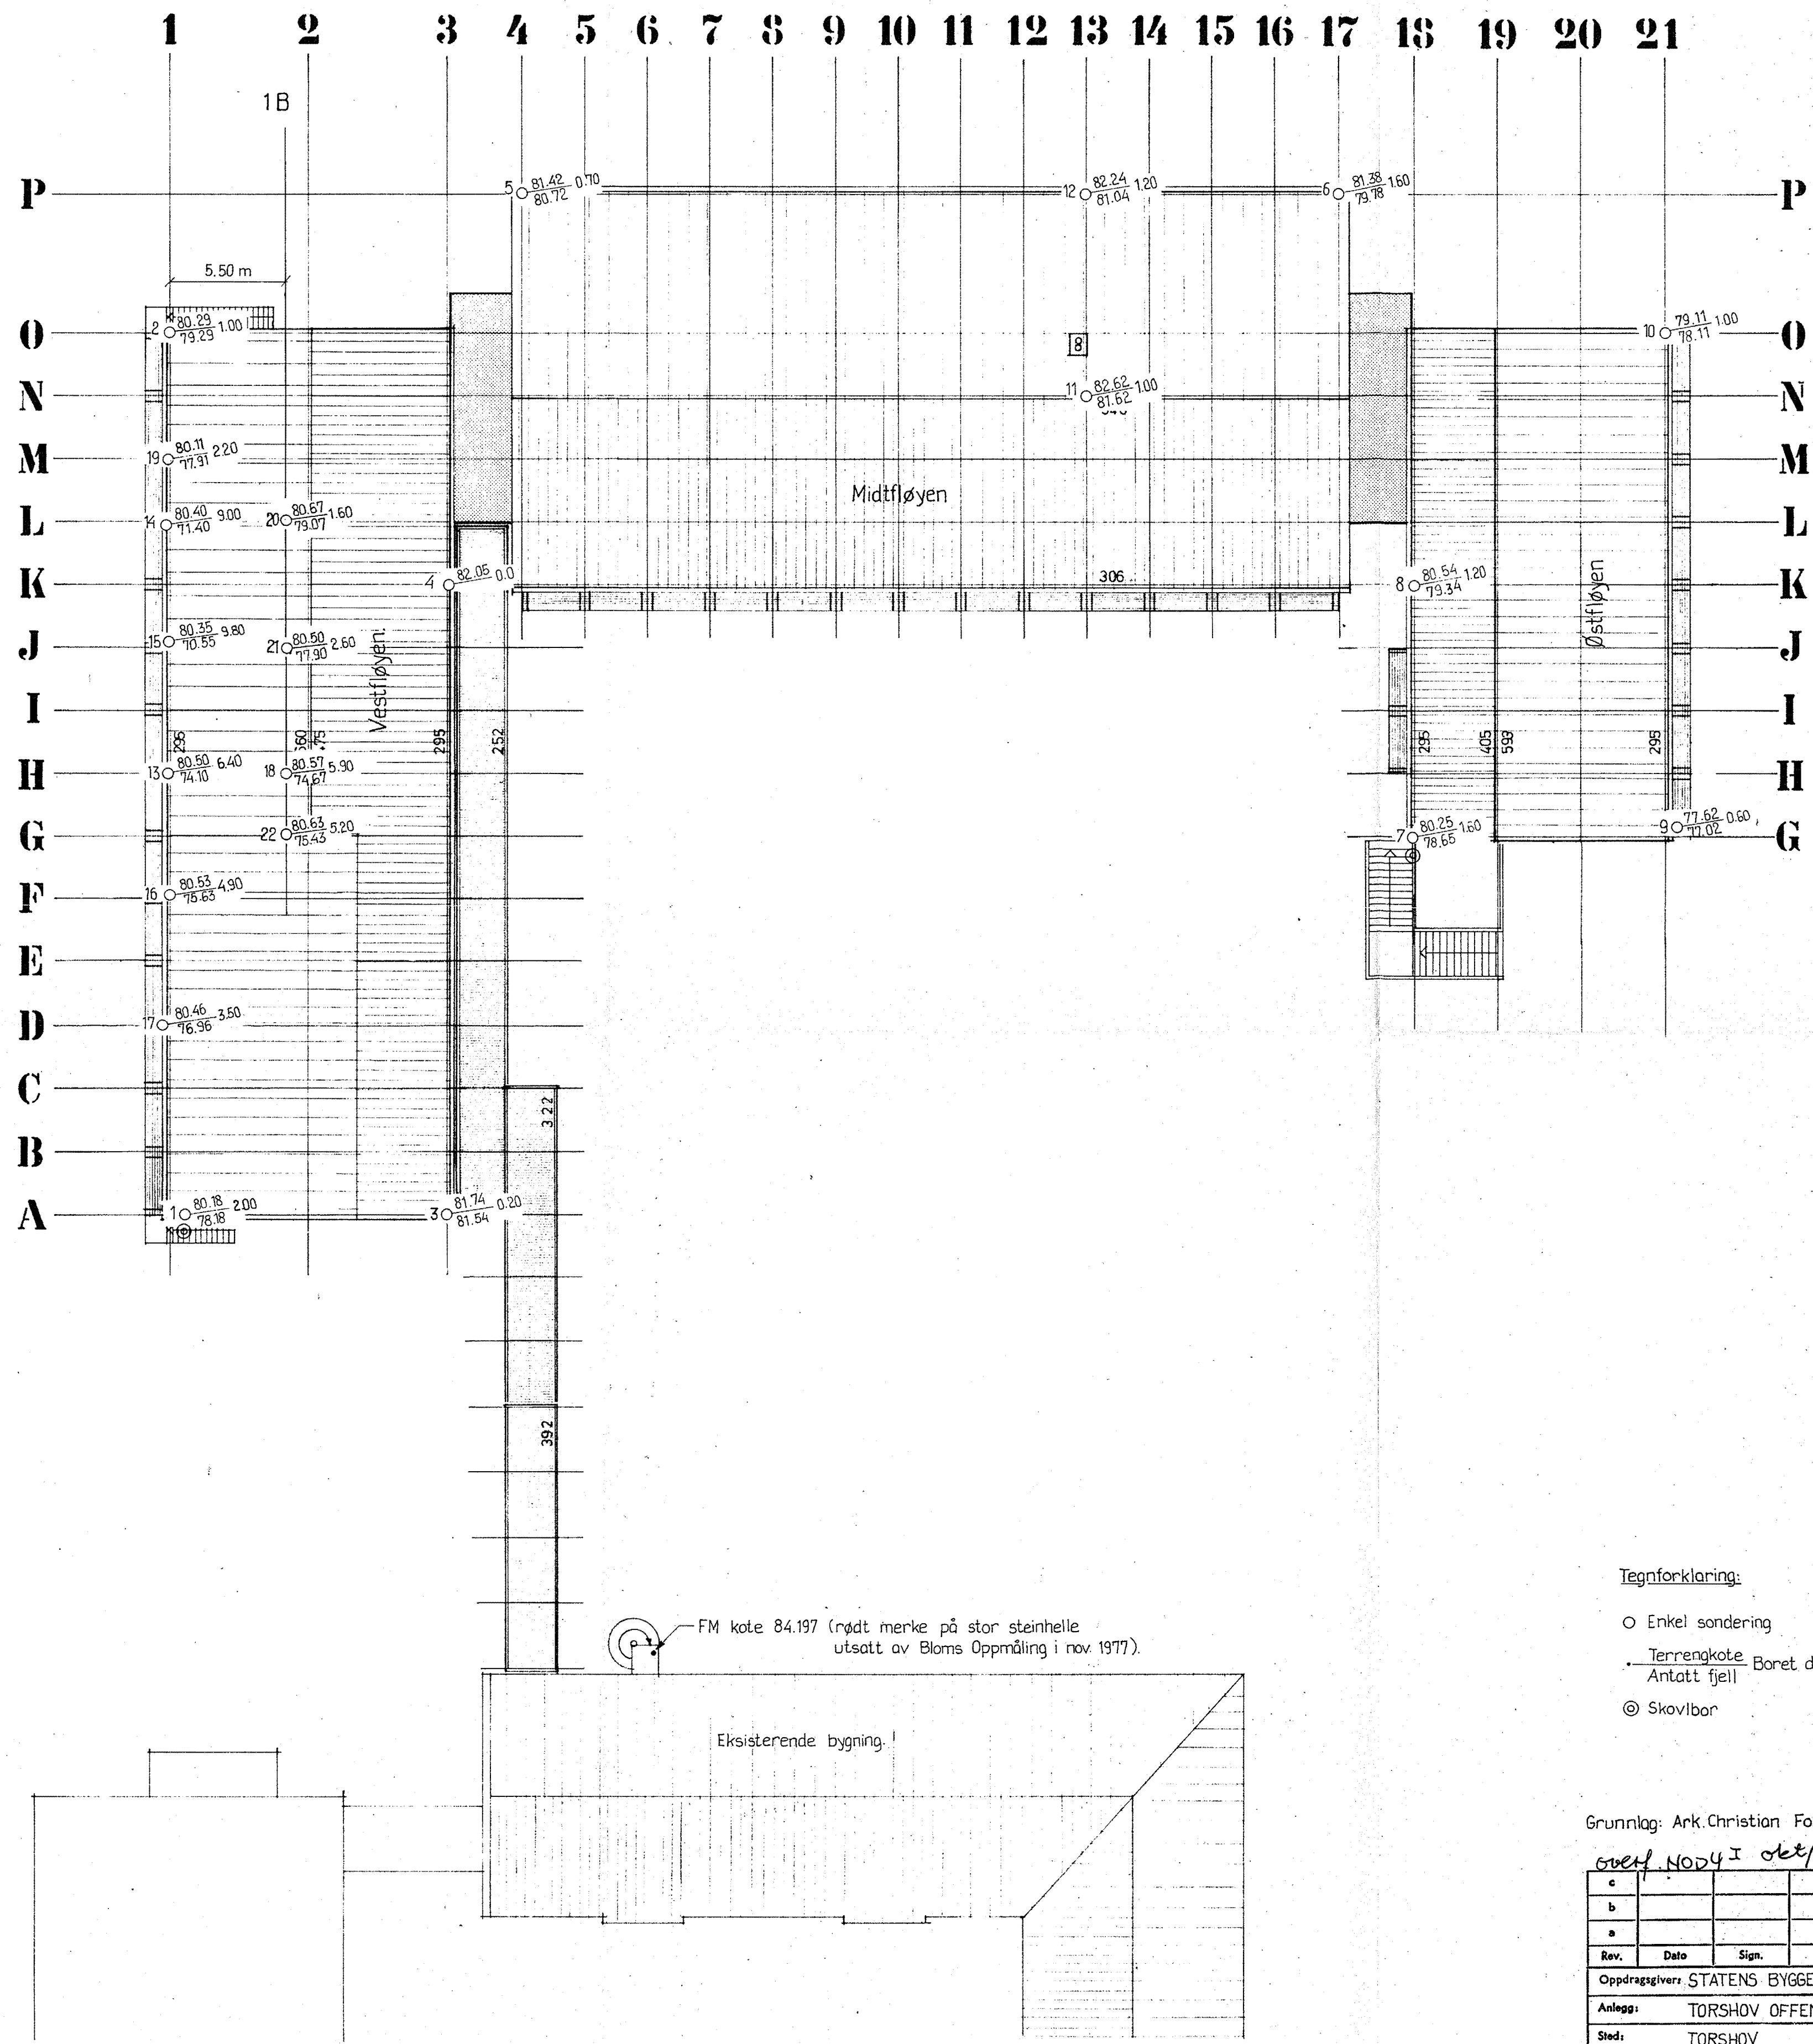 1 2 3 4 5 6 7 8 9 10 11 12 13 14 15 16 17 18 19 20 21
1B
P P
5 81.42 0.70
80.72
12 82.24 1.20
81.04
6 81.38 1.60
79.78
5.50 m
O O
2 80.29 1.00
79.29
8
10 79.11 1.00
78.11
N N
11 82.62 1.00
81.62
M M
19 80.11 2.20
77.91
Midtfløyen
L L
14 80.40 9.00
71.40
20 80.67 1.60
79.07
K K
4 82.05 0.0
306
8 80.54 1.20
79.34
Østfløyen
J J
15 80.35 9.80
70.55
21 80.50 2.60
77.90
Vestfløyen.
I I
295
295
252
295
405
593
295
H H
13 80.50 6.40
74.10
18 80.57 5.90
74.67
G G
22 80.63 5.20
75.43
7 80.25 1.60
78.65
9 77.62 0.60
77.02
F
16 80.53 4.90
75.63
E
D
17 80.46 3.50
76.96
C
322
B
A
1 80.18 2.00
78.18
3 81.74 0.20
81.54
392
FM kote 84.197 (rødt merke på stor steinhelle
utsatt av Bloms Oppmåling i nov. 1977).
Eksisterende bygning.
Tegnforklaring:
Enkel sondering
Terrengkote Boret d
Antatt fjell
Skovlbor
Grunnlag: Ark. Christian Fo
overf.
c
b
a
Rev. Dato Sign.
Oppdragsgiver: STATENS BYGGE
Anlegg: TORSHOV OFFEN
Sted: TORSHOV